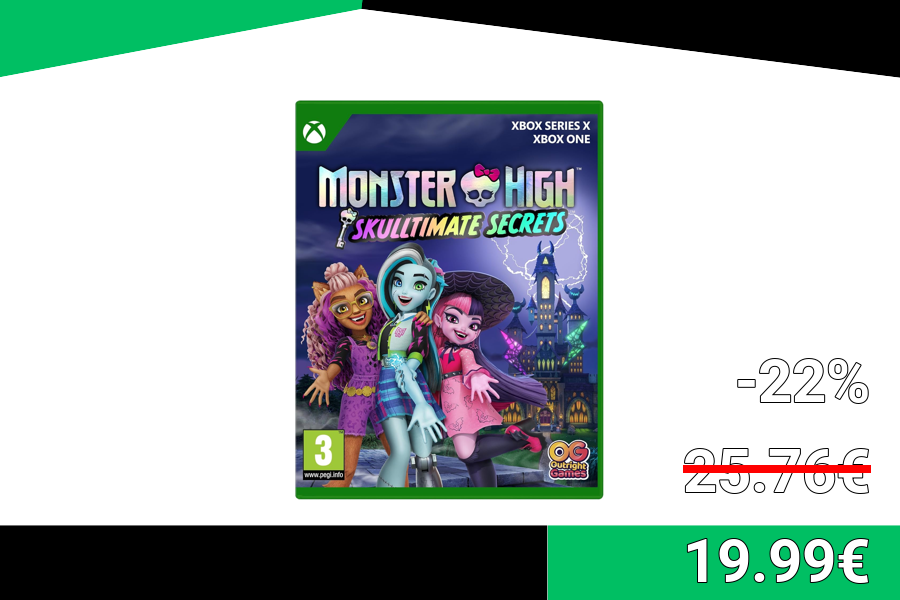 XBOX SERIES X
XBOX ONE
MONSTER HIGH™
SKULLTIMATE SECRETS
3
www.pegi.info
OG
Outright
Games
-22%
25.76€
19.99€